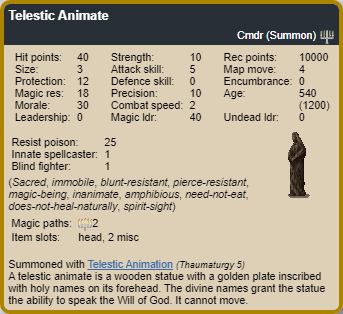 Telestic Animate
Cmdr (Summon)
Hit points: 40 Strength: 10 Rec points: 10000
Size: 3 Attack skill: 5 Map move: 4
Protection: 12 Defence skill: 0 Encumbrance: 0
Magic res: 18 Precision: 10 Age: 540
Morale: 30 Combat speed: 2 (1200)
Leadership: 0 Magic ldr: 40 Undead ldr: 0
Resist poison: 25
Innate spellcaster: 1
Blind fighter: 1
(Sacred, immobile, blunt-resistant, pierce-resistant,
magic-being, inanimate, amphibious, need-not-eat,
does-not-heal-naturally, spirit-sight)
Magic paths: 2
Item slots: head, 2 misc
Summoned with Telestic Animation (Thaumaturgy 5)
A telestic animate is a wooden statue with a golden plate inscribed
with holy names on its forehead. The divine names grant the statue
the ability to speak the Will of God. It cannot move.